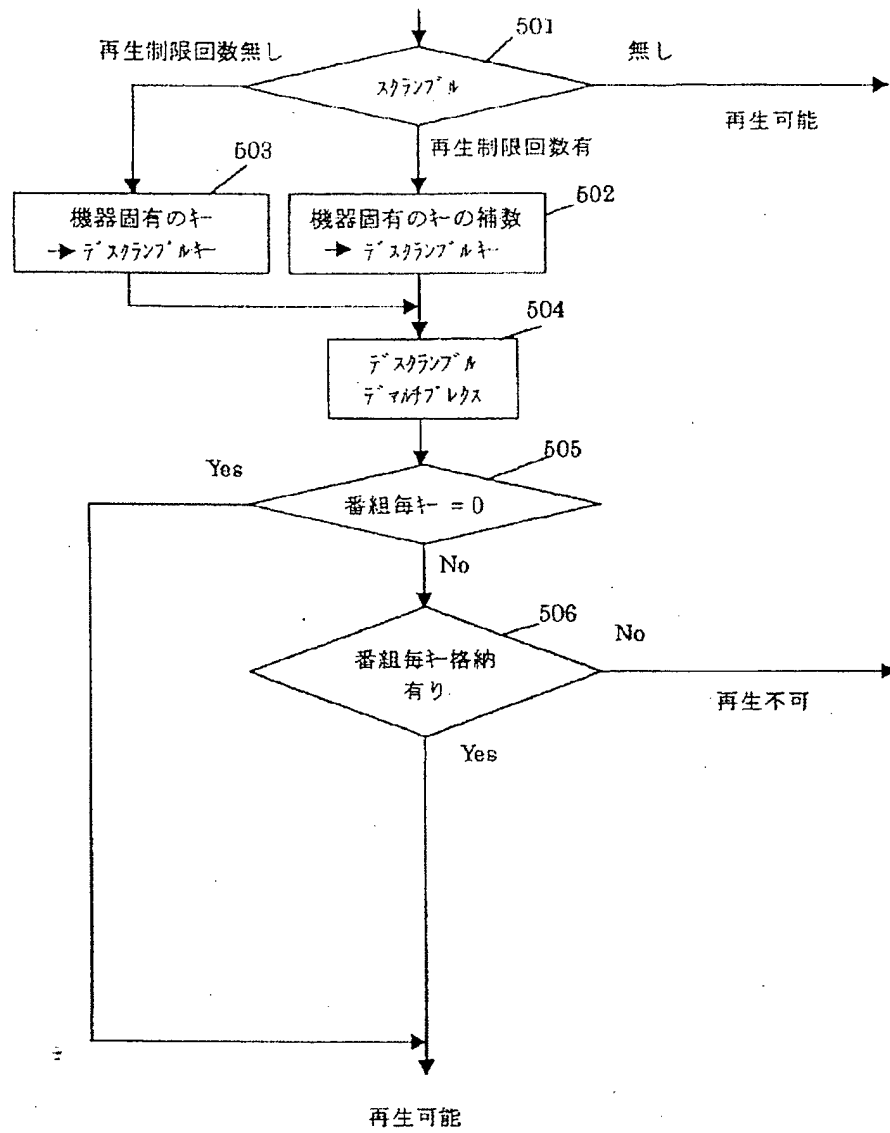 501
再生制限回数無し
無し
スクランブル
再生可能
再生制限回数有
503
502
機器固有のキー
→ デスクランブルキー
機器固有のキーの補数
→ デスクランブルキー
504
デスクランブル
デマルチプレクス
505
Yes
番組毎キー = 0
No
506
No
番組毎キー格納
有り
再生不可
Yes
再生可能